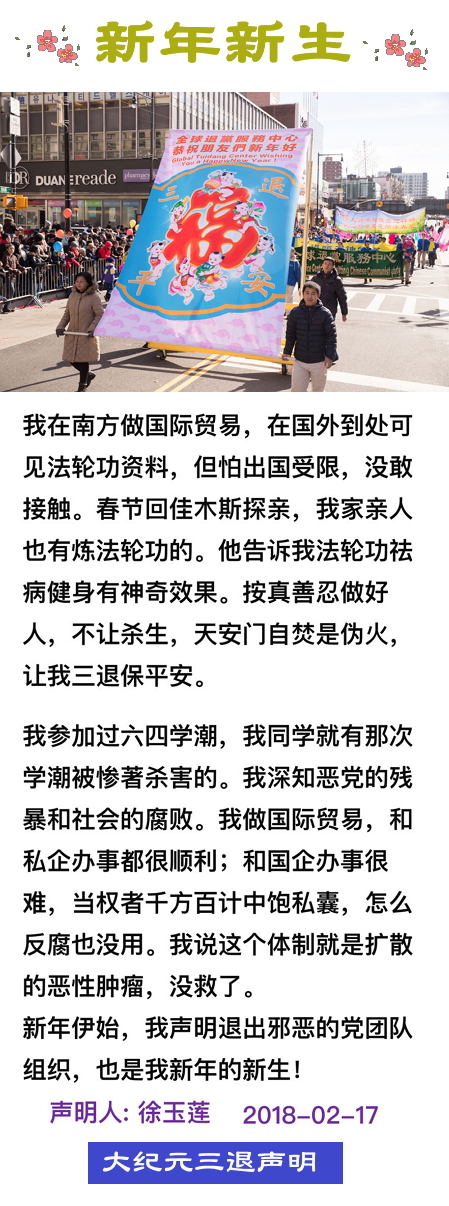 新年新生
DR
DUANEreade
pharmacy
全球退黨服務中心
恭祝朋友們新年好
Global Tuidang Center Wishing
You a Happy New Year!
三 退
福
平 安
全球退黨服務中心
我在南方做国际贸易，在国外到处可
见法轮功资料，但怕出国受限，没敢
接触。春节回佳木斯探亲，我家亲人
也有炼法轮功的。他告诉我法轮功祛
病健身有神奇效果。按真善忍做好
人，不让杀生，天安门自焚是伪火，
让我三退保平安。
我参加过六四学潮，我同学就有那次
学潮被惨著杀害的。我深知恶党的残
暴和社会的腐败。我做国际贸易，和
私企办事都很顺利；和国企办事很
难，当权者千方百计中饱私囊，怎么
反腐也没用。我说这个体制就是扩散
的恶性肿瘤，没救了。
新年伊始，我声明退出邪恶的党团队
组织，也是我新年的新生！
声明人: 徐玉莲 2018-02-17
大纪元三退声明